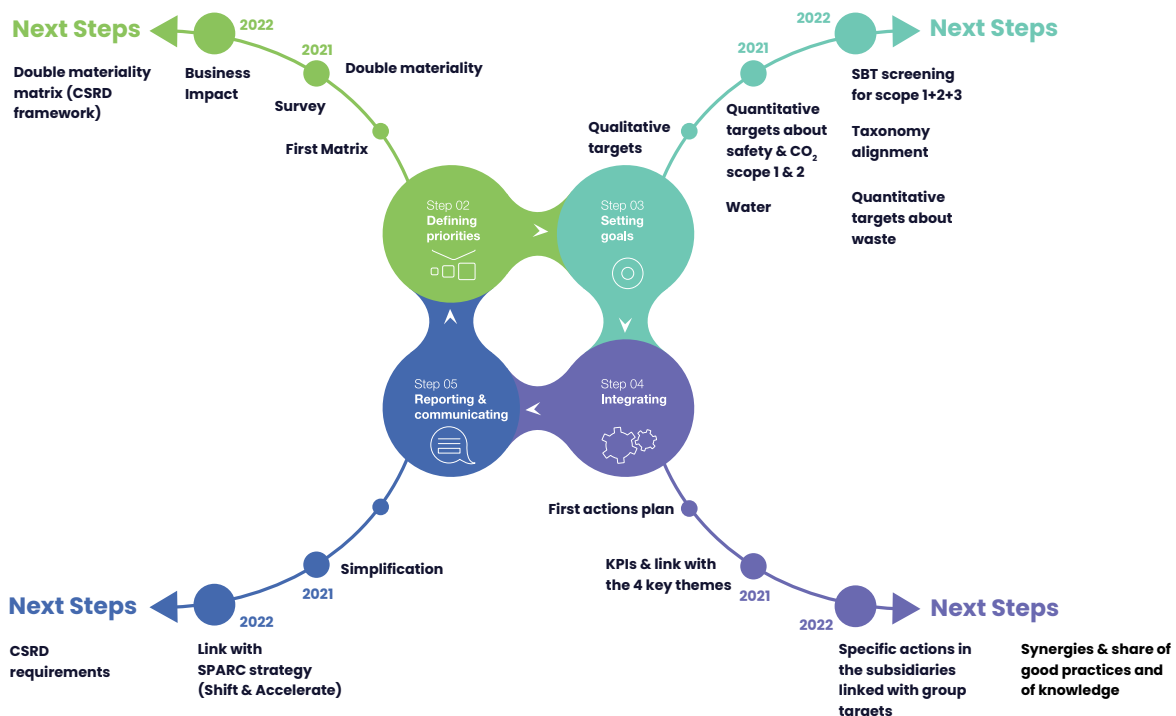 Next Steps
2022
2021
Double materiality
matrix (CSRD
framework)
Business
Impact
Double materiality
Survey
First Matrix
Step 02
Defining
priorities
2022
Next Steps
2021
SBT screening
for scope 1+2+3
Taxonomy
alignment
Quantitative
targets about
waste
Quantitative
targets about
safety & CO₂
scope 1 & 2
Water
Qualitative
targets
Step 03
Setting
goals
Step 05
Reporting &
communicating
Step 04
Integrating
Simplification
2021
Next Steps
2022
CSRD
requirements
Link with
SPARC strategy
(Shift & Accelerate)
First actions plan
KPIs & link with
the 4 key themes
2021
2022
Next Steps
Specific actions in
the subsidiaries
linked with group
targets
Synergies & share of
good practices and
of knowledge